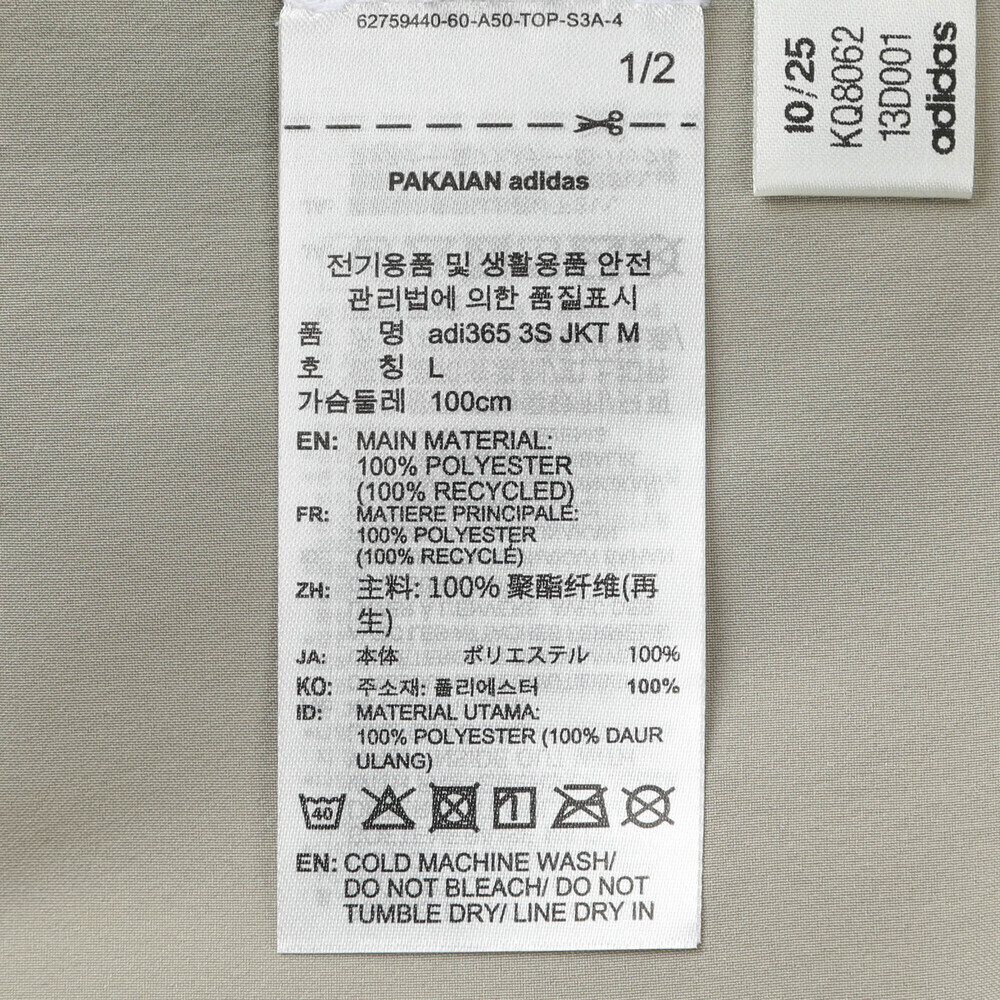 62759440-60-A50-TOP-S3A-4
1/2
PAKAIAN adidas
전기용품 및 생활용품 안전
관리법에 의한 품질표시
품 명 adi365 3S JKT M
호 칭 L
가슴둘레 100cm
EN: MAIN MATERIAL:
100% POLYESTER
(100% RECYCLED)
FR: MATIERE PRINCIPALE:
100% POLYESTER
(100% RECYCLÉ)
ZH: 主料: 100% 聚酯纤维(再
生)
JA: 本体 ポリエステル 100%
KO: 주소재: 폴리에스터 100%
ID: MATERIAL UTAMA:
100% POLYESTER (100% DAUR
ULANG)
40
EN: COLD MACHINE WASH/
DO NOT BLEACH/ DO NOT
TUMBLE DRY/ LINE DRY IN
10/25
KQ8062
13D001
adidas